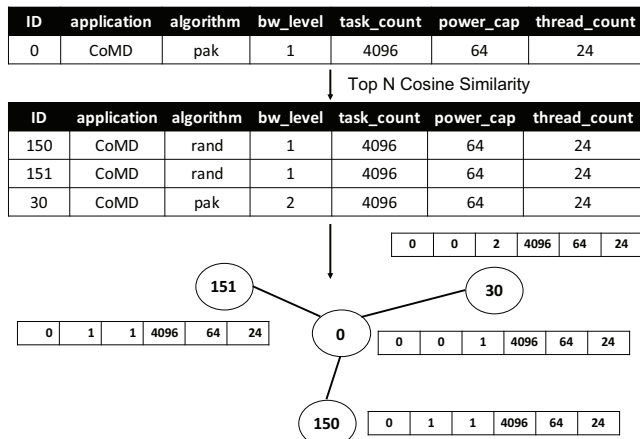 ID application algorithm bw_level task_count power_cap thread_count
0 CoMD pak 1 4096 64 24
Top N Cosine Similarity
ID application algorithm bw_level task_count power_cap thread_count
150 CoMD rand 1 4096 64 24
151 CoMD rand 1 4096 64 24
30 CoMD pak 2 4096 64 24
0 0 2 4096 64 24
151
30
0 1 1 4096 64 24
0
0 0 1 4096 64 24
150
0 1 1 4096 64 24